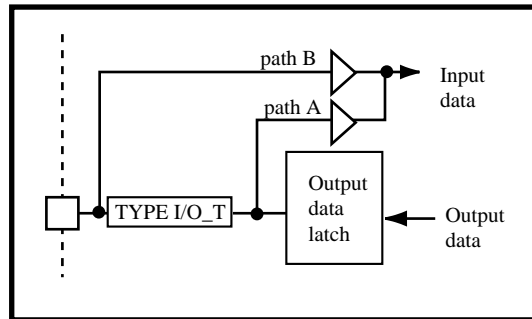 path B
Input
data
path A
TYPE I/O_T
Output
data
latch
Output
data